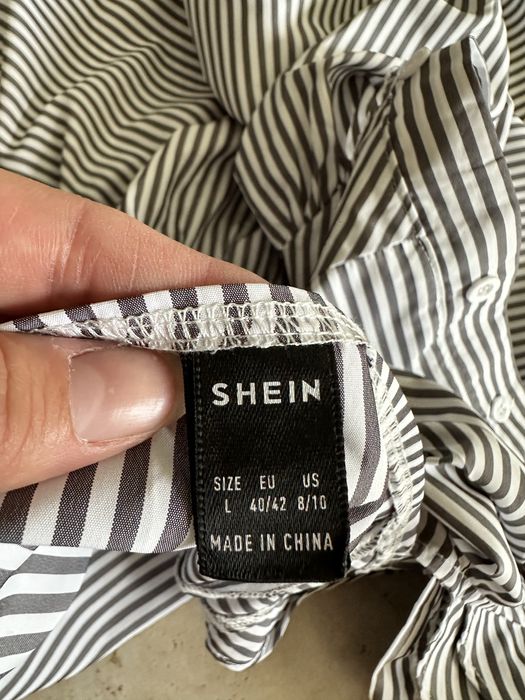 SHEIN
SIZE EU US
L 40/42 8/10
MADE IN CHINA